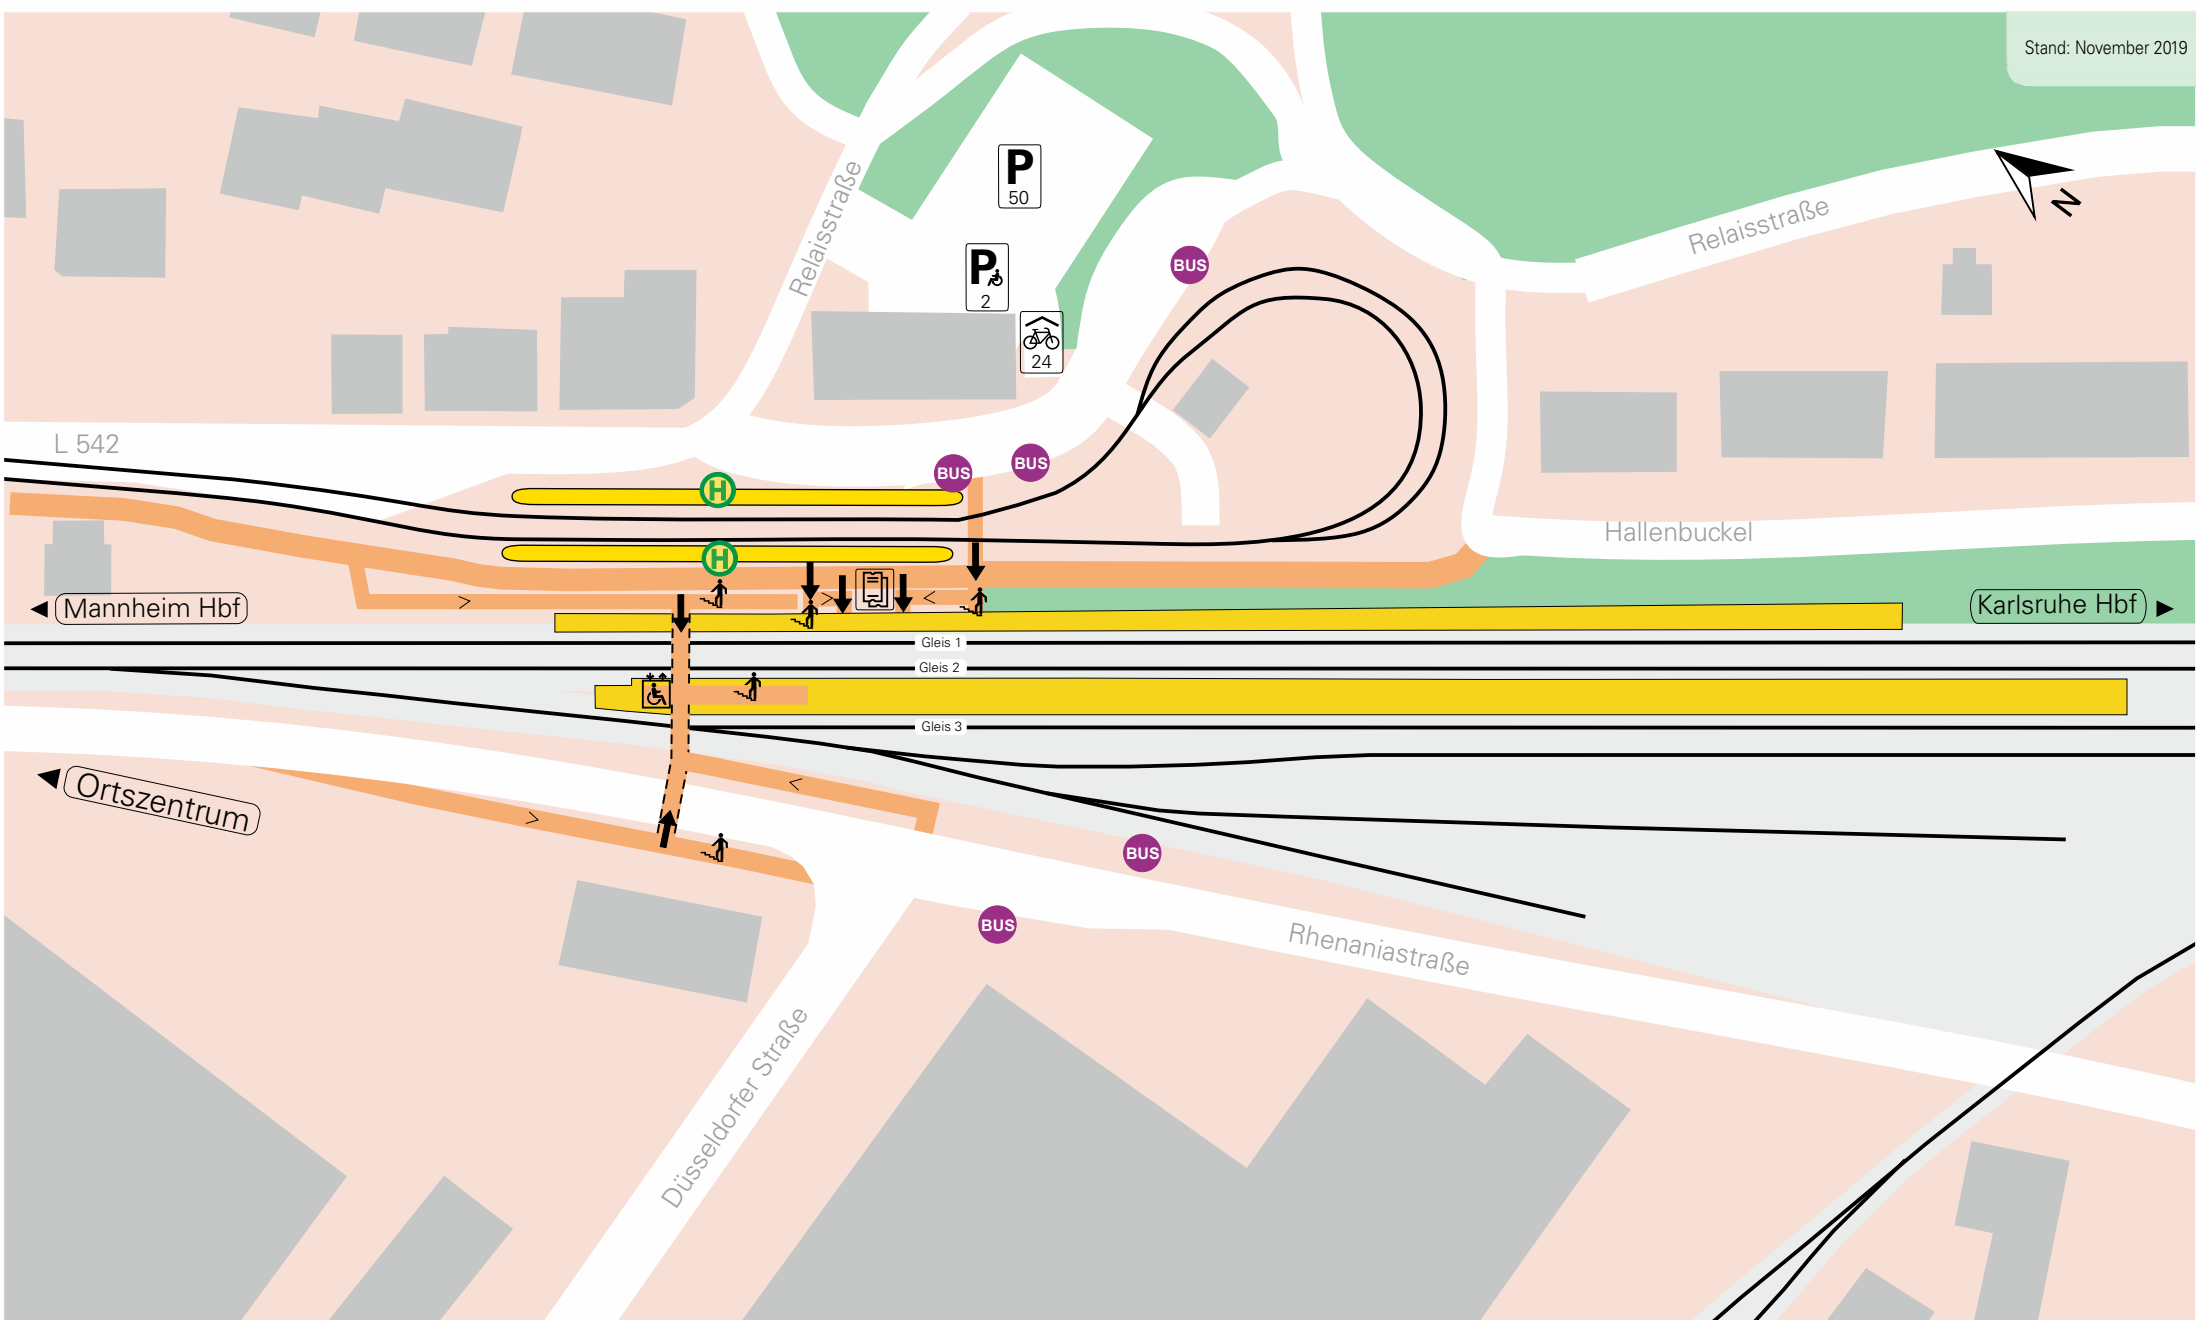 Stand: November 2019
P
50
N
Relaisstraße
Relaisstraße
P
2
BUS
24
L 542
BUS
BUS
H
Hallenbuckel
H
Mannheim Hbf
Karlsruhe Hbf
Gleis 1
Gleis 2
Gleis 3
Ortszentrum
BUS
BUS
Rhenaniastraße
Düsseldorfer Straße